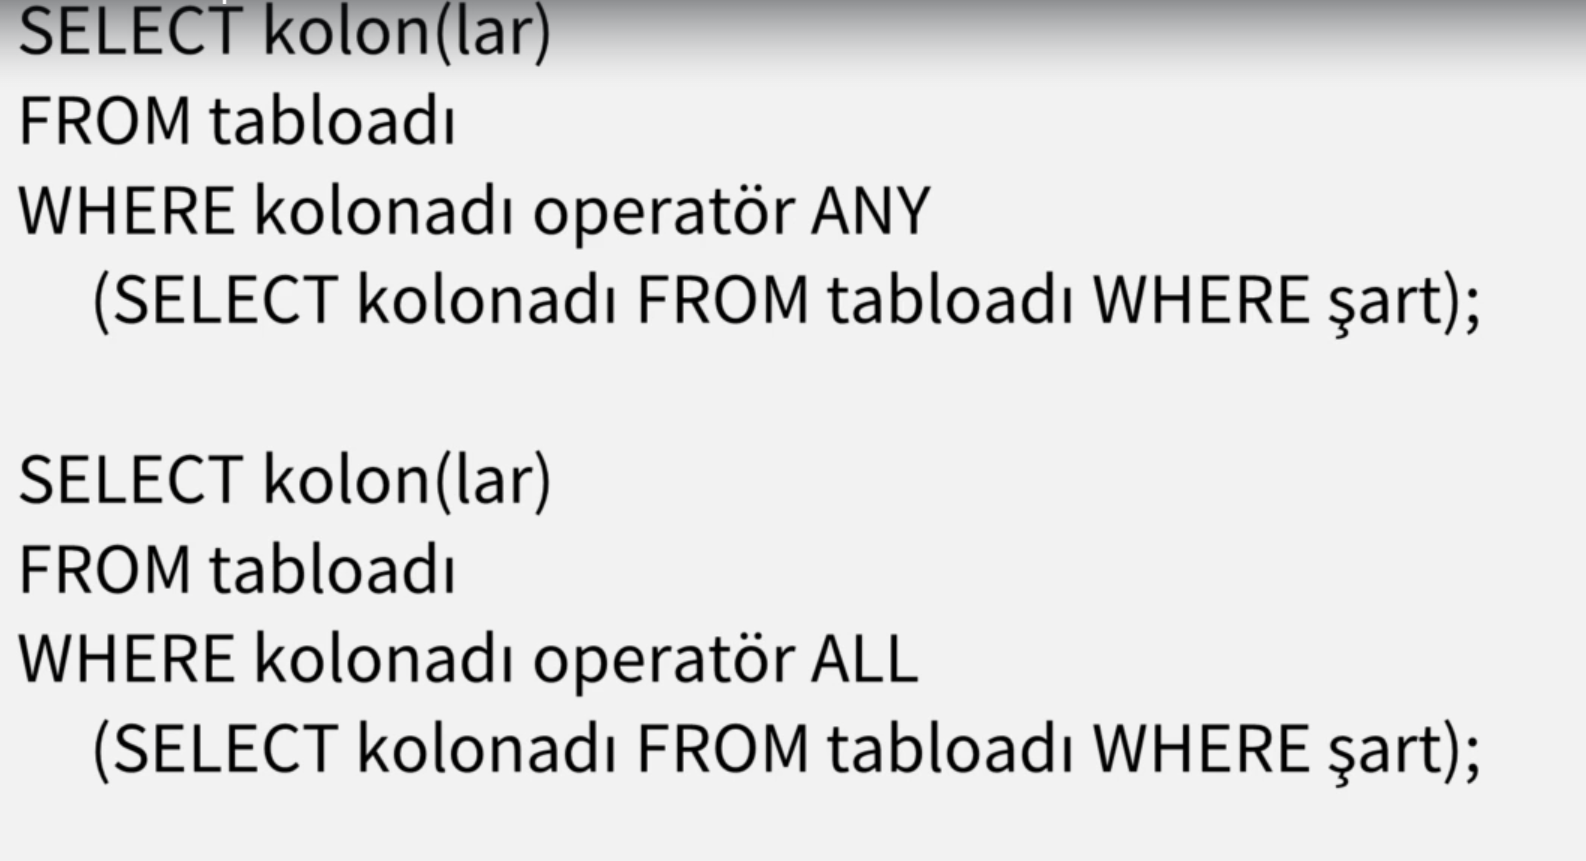 SELECT kolon(lar)
FROM tabloadı
WHERE kolonadı operatör ANY
(SELECT kolonadı FROM tabloadı WHERE şart);
SELECT kolon(lar)
FROM tabloadı
WHERE kolonadı operatör ALL
(SELECT kolonadı FROM tabloadı WHERE şart);